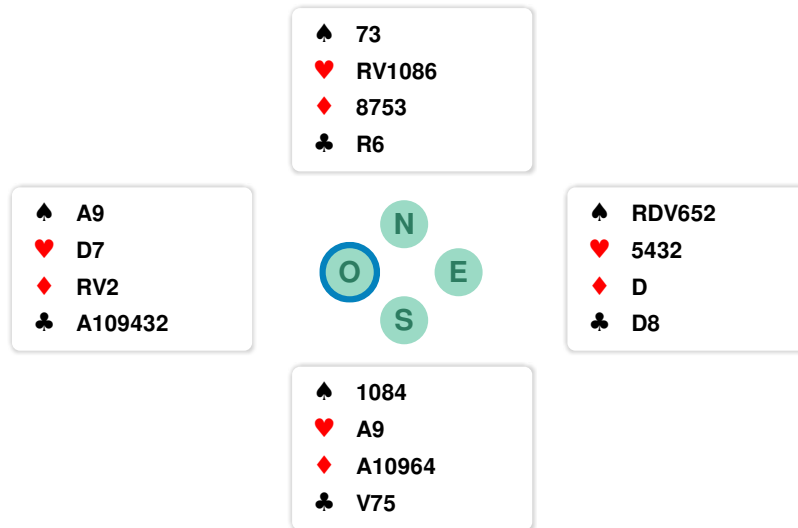 ♠ 73
♥ RV1086
♦ 8753
♣ R6
♠ A9
♥ D7
♦ RV2
♣ A109432
N
O E
S
♠ RDV652
♥ 5432
♦ D
♣ D8
♠ 1084
♥ A9
♦ A10964
♣ V75